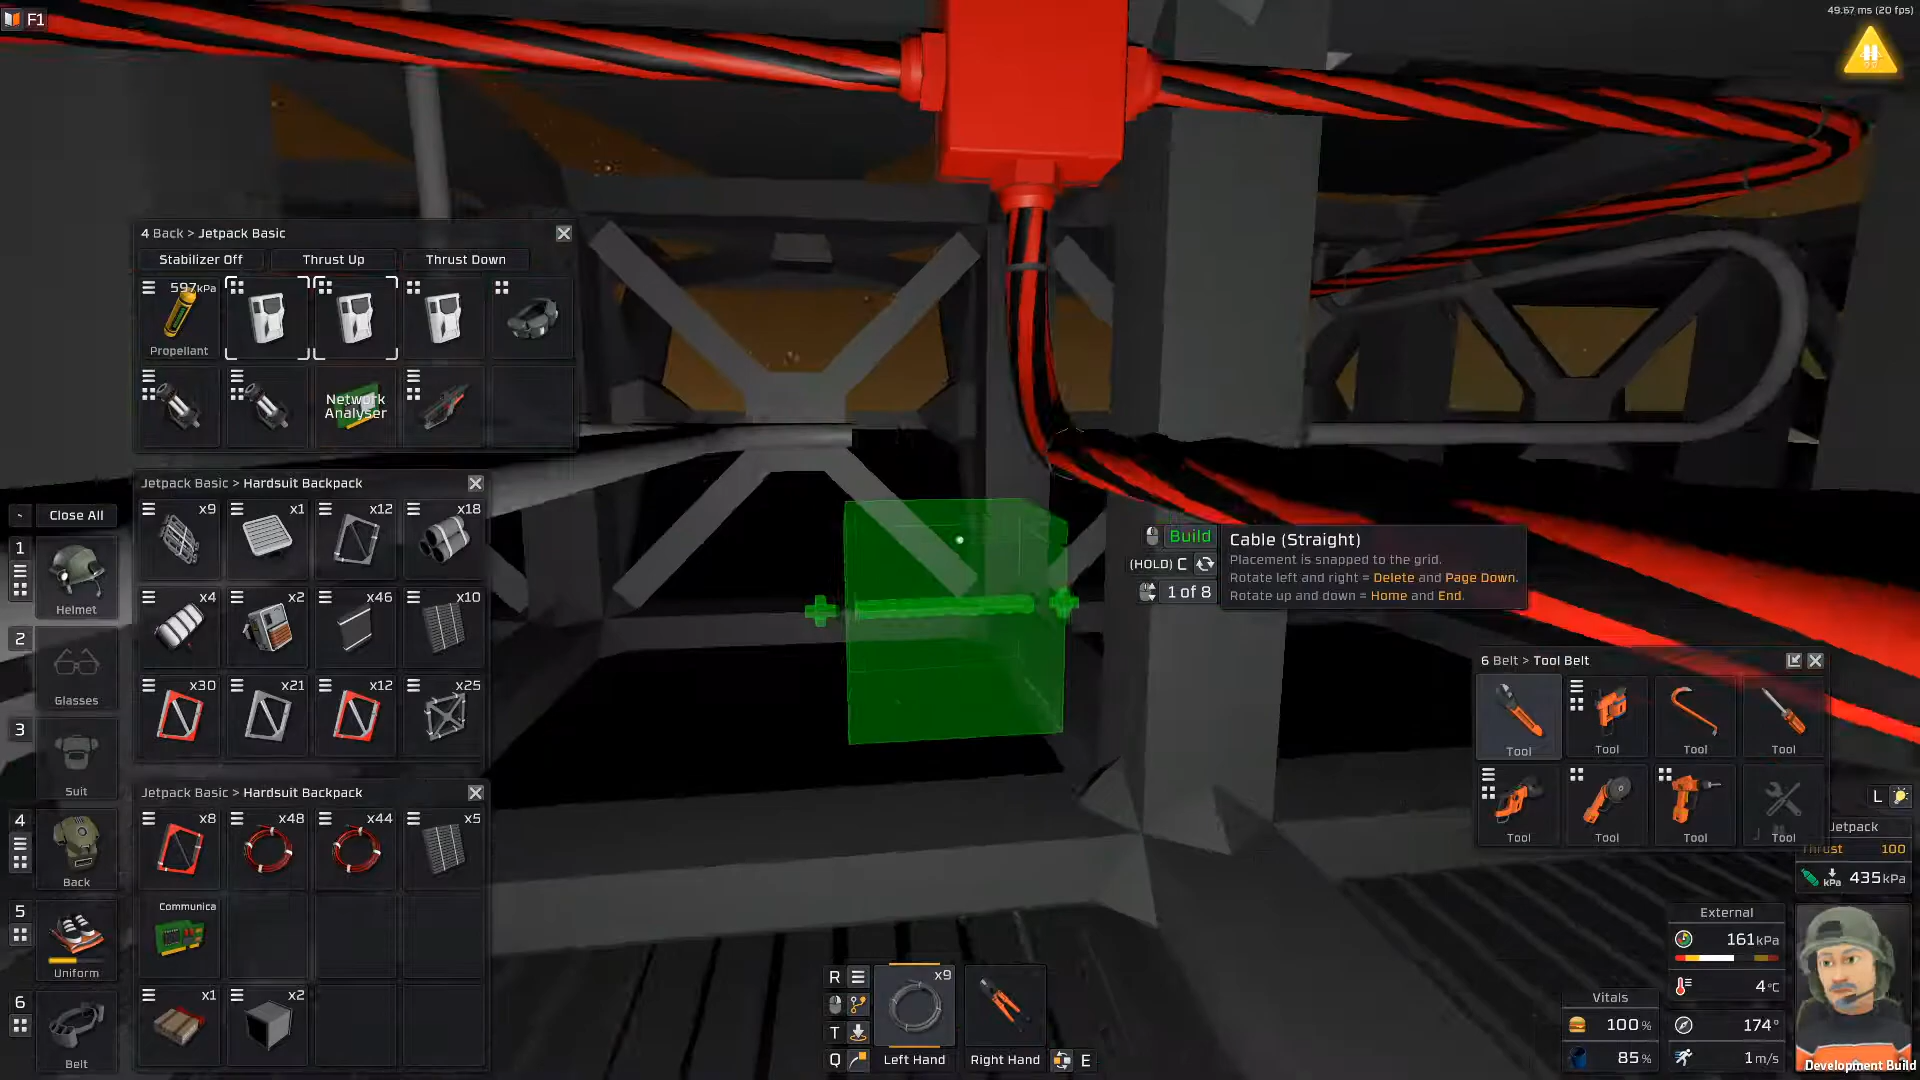 F1
49.67 ms (20 fps)
4 Back > Jetpack Basic
Stabilizer Off
Thrust Up
Thrust Down
597kPa
Propellant
Network
Analyser
Jetpack Basic > Hardsuit Backpack
x9
x1
x12
x18
x4
x2
x46
x10
x30
x21
x12
x25
Jetpack Basic > Hardsuit Backpack
x8
x48
x44
x5
Communica
x1
x2
~
Close All
1
Helmet
2
Glasses
3
Suit
4
Back
5
Uniform
6
Belt
Build
(HOLD) C
1 of 8
Cable (Straight)
Placement is snapped to the grid.
Rotate left and right = Delete and Page Down.
Rotate up and down = Home and End.
6 Belt > Tool Belt
Tool
Tool
Tool
Tool
Tool
Tool
Tool
Tool
L
Jetpack
Thrust 100
kPa
435kPa
External
161kPa
4°C
174°
1m/s
Vitals
100%
85%
R
T
Q
x9
Left Hand
Right Hand
E
Development Build